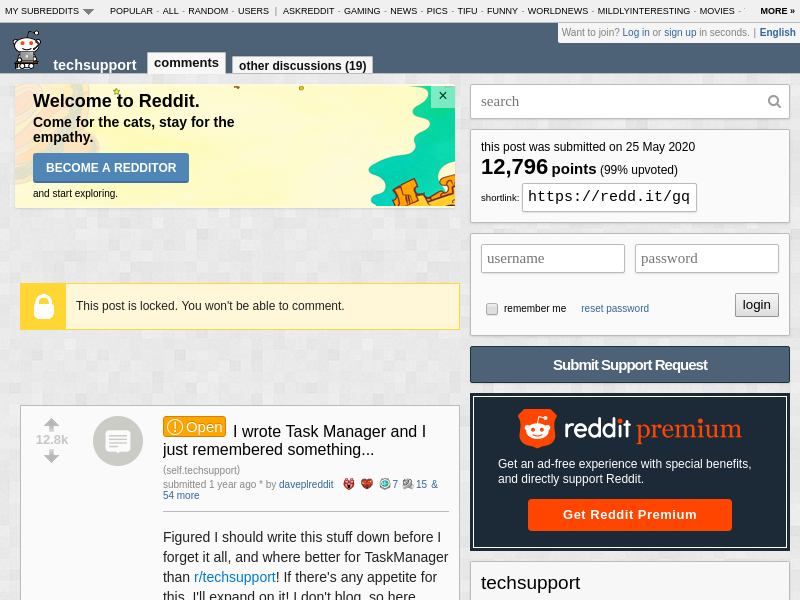 MY SUBREDDITS POPULAR - ALL - RANDOM - USERS | ASKREDDIT - GAMING - NEWS - PICS - TIFU - FUNNY - WORLDNEWS - MILDLYINTERESTING - MOVIES - MORE »
Want to join? Log in or sign up in seconds. | English
techsupport comments other discussions (19)
Welcome to Reddit.
Come for the cats, stay for the
empathy.
BECOME A REDDITOR
and start exploring.
×
This post is locked. You won't be able to comment.
12.8k
Open I wrote Task Manager and I
just remembered something...
(self.techsupport)
submitted 1 year ago * by daveplreddit 7 15 &
54 more
Figured I should write this stuff down before I
forget it all, and where better for TaskManager
than r/techsupport! If there's any appetite for
this, I'll expand on it! I don't blog, so here
search
this post was submitted on 25 May 2020
12,796 points (99% upvoted)
shortlink: https://redd.it/gq
username password
remember me reset password login
Submit Support Request
reddit premium
Get an ad-free experience with special benefits,
and directly support Reddit.
Get Reddit Premium
techsupport